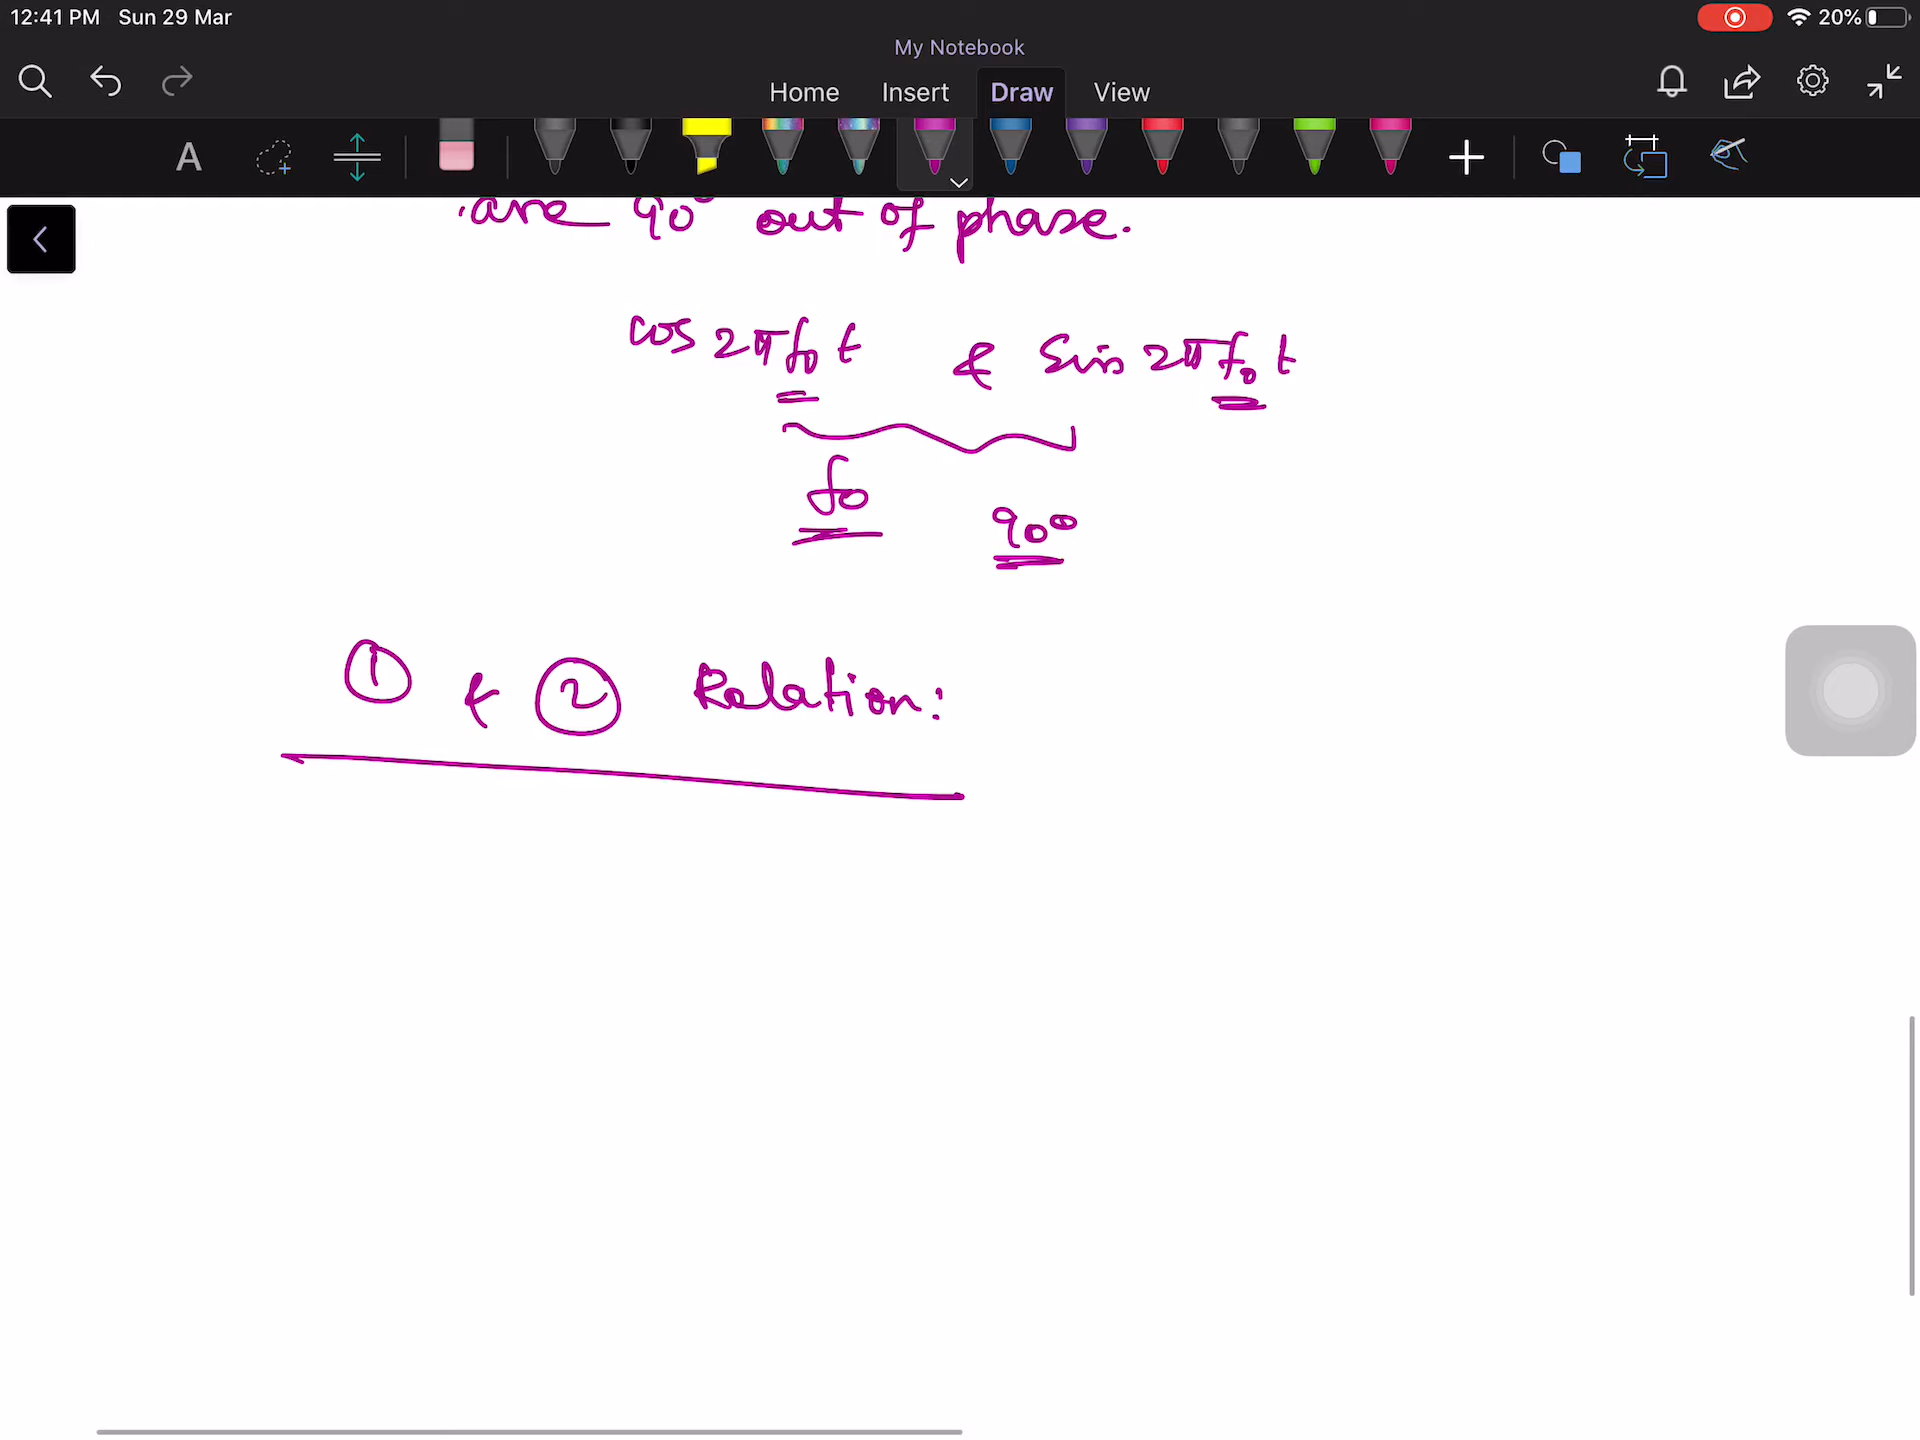 12:41 PM Sun 29 Mar 20%
My Notebook
Home Insert Draw View
A
are 90° out of phase.
cos 2πf₀t & Sin 2πf₀t
f₀ 90°
① & ② Relation: